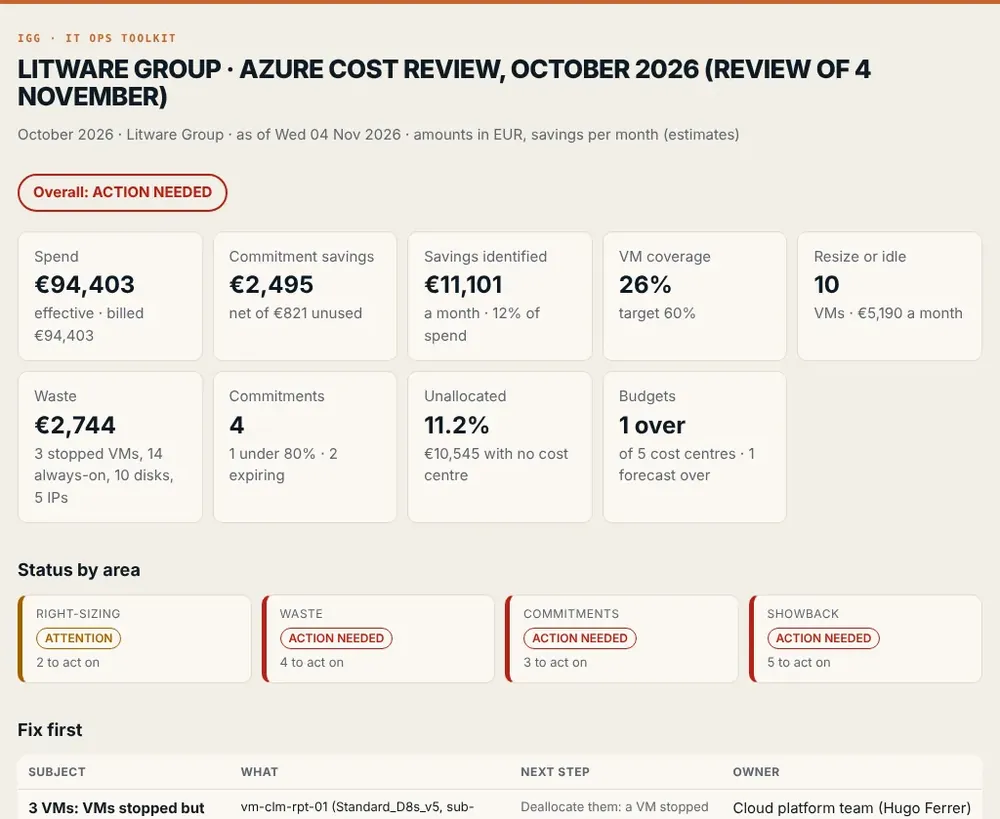 IGG · IT OPS TOOLKIT
LITWARE GROUP · AZURE COST REVIEW, OCTOBER 2026 (REVIEW OF 4
NOVEMBER)
October 2026 · Litware Group · as of Wed 04 Nov 2026 · amounts in EUR, savings per month (estimates)
Overall: ACTION NEEDED
Spend
€94,403
effective · billed
€94,403
Commitment savings
€2,495
net of €821 unused
Savings identified
€11,101
a month · 12% of
spend
VM coverage
26%
target 60%
Resize or idle
10
VMs · €5,190 a month
Waste
€2,744
3 stopped VMs, 14
always-on, 10 disks,
5 IPs
Commitments
4
1 under 80% · 2
expiring
Unallocated
11.2%
€10,545 with no cost
centre
Budgets
1 over
of 5 cost centres · 1
forecast over
Status by area
RIGHT-SIZING
ATTENTION
2 to act on
WASTE
ACTION NEEDED
4 to act on
COMMITMENTS
ACTION NEEDED
3 to act on
SHOWBACK
ACTION NEEDED
5 to act on
Fix first
SUBJECT WHAT NEXT STEP OWNER
3 VMs: VMs stopped but vm-clm-rpt-01 (Standard_D8s_v5, sub- Deallocate them: a VM stopped Cloud platform team (Hugo Ferrer)